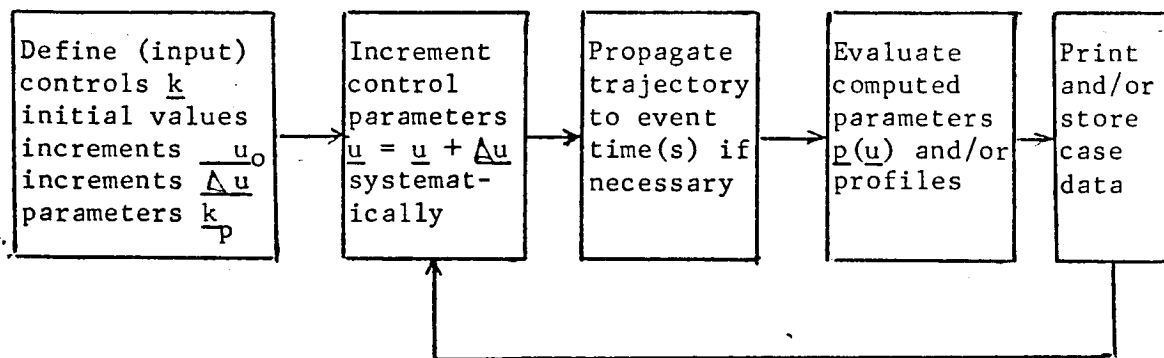 Define (input)
controls k
initial values
increments u_o
increments Δu
parameters k_p
Increment
control
parameters
u = u + Δu
systemat-
ically
Propagate
trajectory
to event
time(s) if
necessary
Evaluate
computed
parameters
p(u) and/or
profiles
Print
and/or
store
case
data